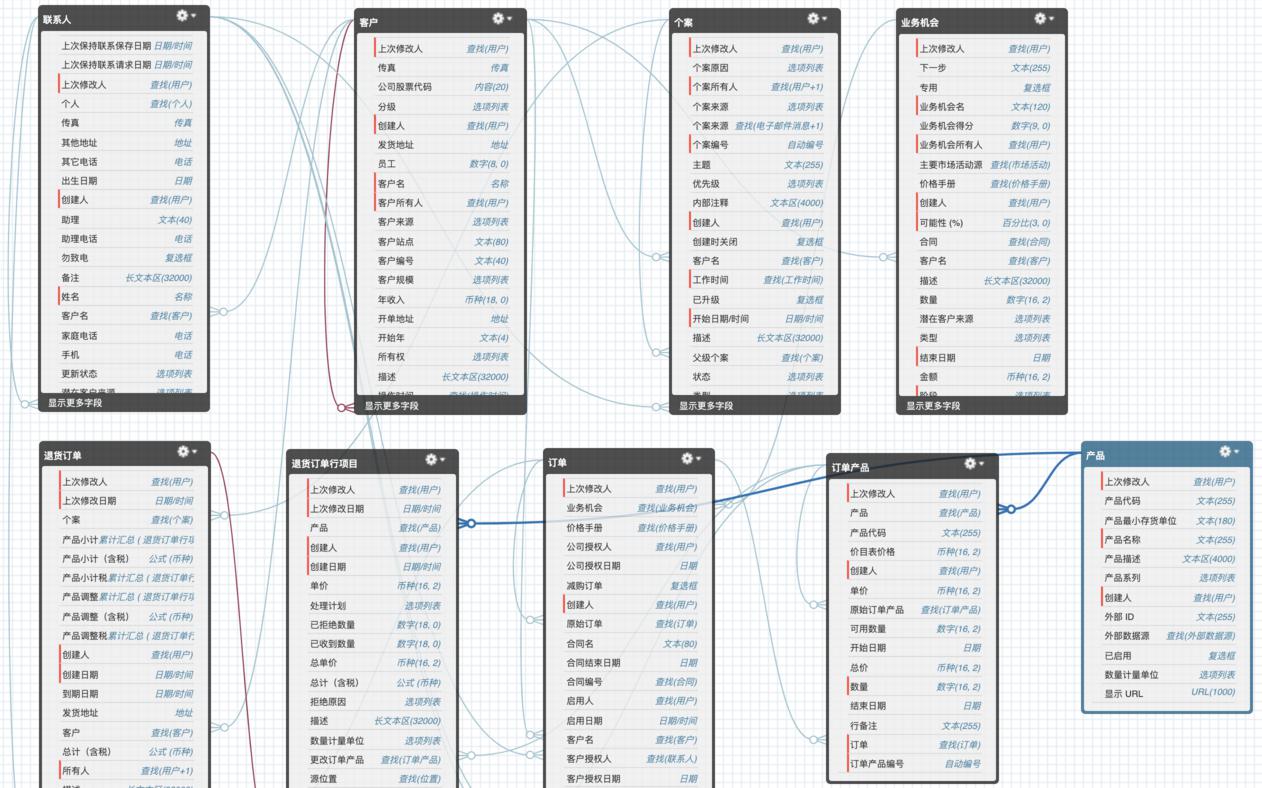 联系人
上次保持联系保存日期 日期/时间
上次保持联系请求日期 日期/时间
上次修改人 查找(用户)
个人 查找(个人)
传真 传真
其他地址 地址
其它电话 电话
出生日期 日期
创建人 查找(用户)
助理 文本(40)
助理电话 电话
勿致电 复选框
备注 长文本区(32000)
姓名 名称
客户名 查找(客户)
家庭电话 电话
手机 电话
更新状态 选项列表
潜在客户来源 选项列表
显示更多字段
客户
上次修改人 查找(用户)
传真 传真
公司股票代码 内容(20)
分级 选项列表
创建人 查找(用户)
发货地址 地址
员工 数字(8, 0)
客户名 名称
客户所有人 查找(用户)
客户来源 选项列表
客户站点 文本(80)
客户编号 文本(40)
客户规模 选项列表
年收入 币种(18, 0)
开单地址 地址
开始年 文本(4)
所有权 选项列表
描述 长文本区(32000)
操作时间 查找(操作时间)
显示更多字段
个案
上次修改人 查找(用户)
个案原因 选项列表
个案所有人 查找(用户+1)
个案来源 选项列表
个案来源 查找(电子邮件消息+1)
个案编号 自动编号
主题 文本(255)
优先级 选项列表
内部注释 文本区(4000)
创建人 查找(用户)
创建时关闭 复选框
客户名 查找(客户)
工作时间 查找(工作时间)
已升级 复选框
开始日期/时间 日期/时间
描述 长文本区(32000)
父级个案 查找(个案)
状态 选项列表
类型 选项列表
显示更多字段
业务机会
上次修改人 查找(用户)
下一步 文本(255)
专用 复选框
业务机会名 文本(120)
业务机会得分 数字(9, 0)
业务机会所有人 查找(用户)
主要市场活动源 查找(市场活动)
价格手册 查找(价格手册)
创建人 查找(用户)
可能性 (%) 百分比(3, 0)
合同 查找(合同)
客户名 查找(客户)
描述 长文本区(32000)
数量 数字(16, 2)
潜在客户来源 选项列表
类型 选项列表
结束日期 日期
金额 币种(16, 2)
阶段 选项列表
显示更多字段
退货订单
上次修改人 查找(用户)
上次修改日期 日期/时间
个案 查找(个案)
产品小计累计汇总 ( 退货订单行项
产品小计（含税） 公式 (币种)
产品小计税累计汇总 ( 退货订单行
产品调整累计汇总 ( 退货订单行项
产品调整（含税） 公式 (币种)
产品调整税累计汇总 ( 退货订单行
创建人 查找(用户)
创建日期 日期/时间
到期日期 日期/时间
发货地址 地址
客户 查找(客户)
总计（含税） 公式 (币种)
所有人 查找(用户+1)
描述 长文本区(32000)
退货订单行项目
上次修改人 查找(用户)
上次修改日期 日期/时间
产品 查找(产品)
创建人 查找(用户)
创建日期 日期/时间
单价 币种(16, 2)
处理计划 选项列表
已拒绝数量 数字(18, 0)
已收到数量 数字(18, 0)
总单价 币种(16, 2)
总计（含税） 公式 (币种)
拒绝原因 选项列表
描述 长文本区(32000)
数量计量单位 选项列表
更改订单产品 查找(订单产品)
源位置 查找(位置)
订单
上次修改人 查找(用户)
业务机会 查找(业务机会)
价格手册 查找(价格手册)
公司授权人 查找(用户)
公司授权日期 日期
减购订单 复选框
创建人 查找(用户)
原始订单 查找(订单)
合同名 文本(80)
合同结束日期 日期
合同编号 查找(合同)
启用人 查找(用户)
启用日期 日期/时间
客户名 查找(客户)
客户授权人 查找(联系人)
客户授权日期 日期
订单产品
上次修改人 查找(用户)
产品 查找(产品)
产品代码 文本(255)
价目表价格 币种(16, 2)
创建人 查找(用户)
单价 币种(16, 2)
原始订单产品 查找(订单产品)
可用数量 数字(16, 2)
开始日期 日期
总价 币种(16, 2)
数量 数字(16, 2)
结束日期 日期
行备注 文本(255)
订单 查找(订单)
订单产品编号 自动编号
产品
上次修改人 查找(用户)
产品代码 文本(255)
产品最小存货单位 文本(180)
产品名称 文本(255)
产品描述 文本区(4000)
产品系列 选项列表
创建人 查找(用户)
外部 ID 文本(255)
外部数据源 查找(外部数据源)
已启用 复选框
数量计量单位 选项列表
显示 URL URL(1000)